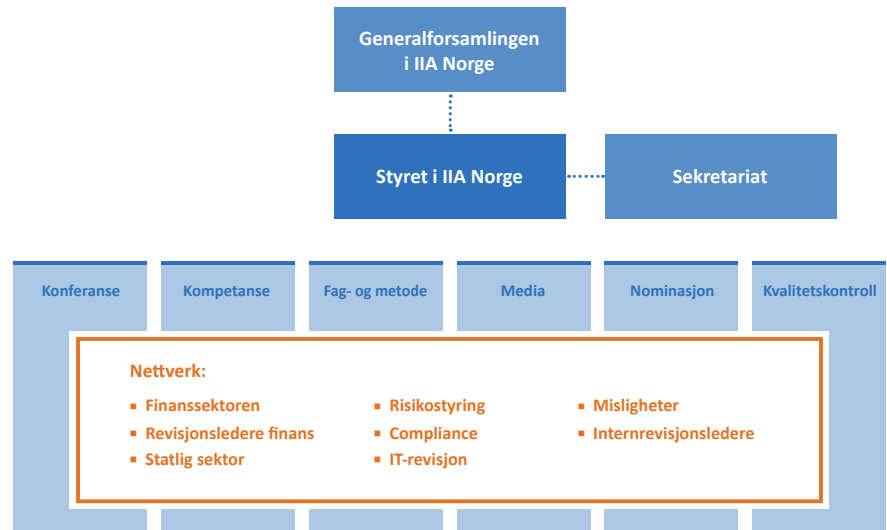 Generalforsamlingen
i IIA Norge
Styret i IIA Norge
Sekretariat
Konferanse
Kompetanse
Fag- og metode
Media
Nominasjon
Kvalitetskontroll
Nettverk:
▪ Finanssektoren
▪ Revisjonsledere finans
▪ Statlig sektor
▪ Risikostyring
▪ Compliance
▪ IT-revisjon
▪ Misligheter
▪ Internrevisjonsledere